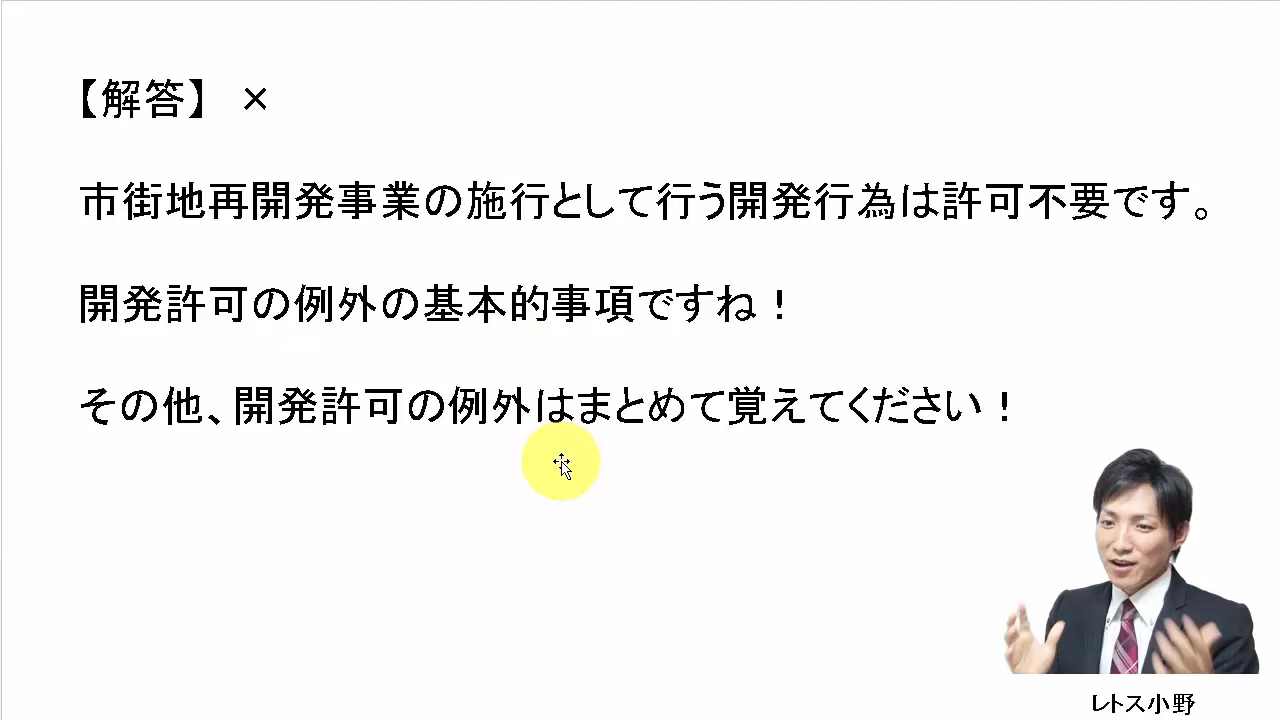 【解答】 ×
市街地再開発事業の施行として行う開発行為は許可不要です。
開発許可の例外の基本的事項ですね！
その他、開発許可の例外はまとめて覚えてください！
レトス小野